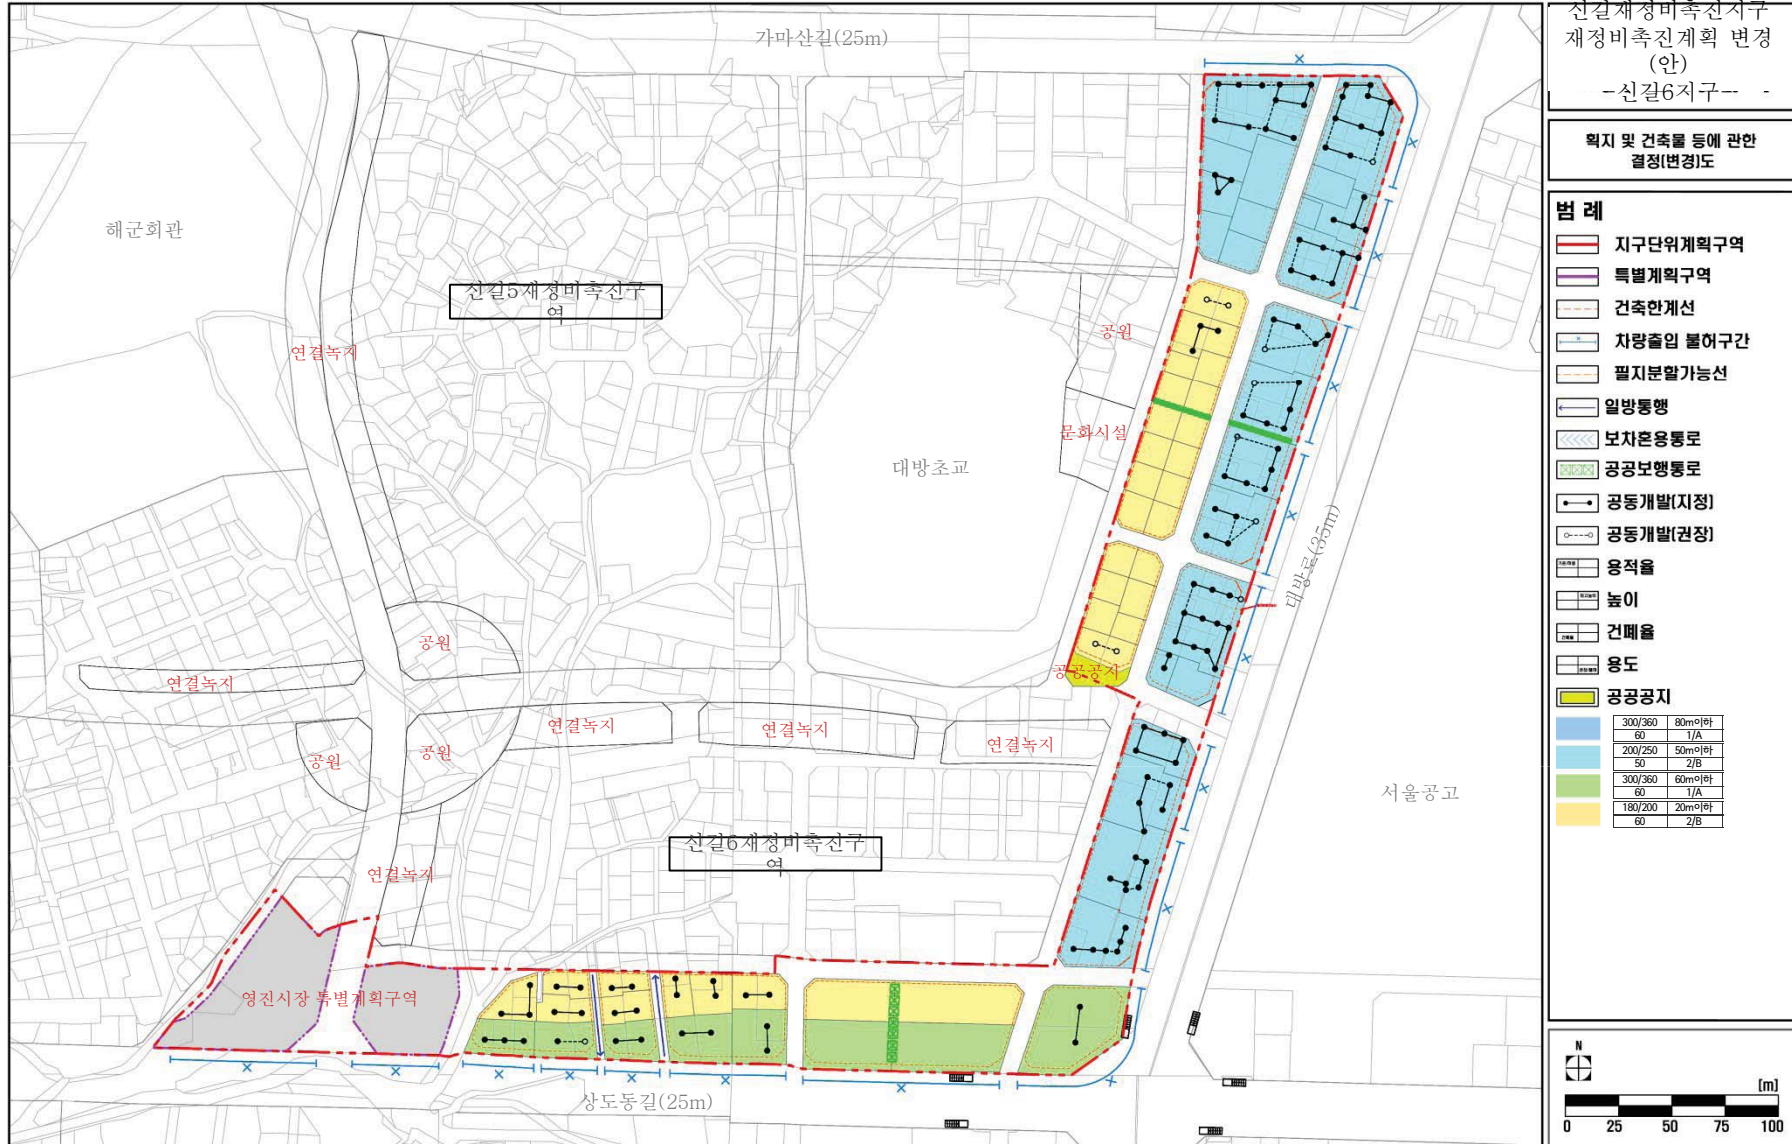 신길재정비촉진지구
재정비촉진계획 변경
(안)
-신길6지구-
획지 및 건축물 등에 관한
결정(변경)도
범 례
지구단위계획구역
특별계획구역
건축한계선
차량출입 불허구간
필지분할가능선
일방통행
보차혼용통로
공공보행통로
공동개발(지정)
공동개발(권장)
용적율
높이
건폐율
용도
공공공지
300/360 80m이하
60 1/A
200/250 50m이하
50 2/B
300/360 60m이하
60 1/A
180/200 20m이하
60 2/B
N
[m]
0 25 50 75 100
가마산길(25m)
해군회관
신길5재정비촉진구
역
연결녹지
공원
문화시설
대방초교
대방로(35m)
공원
공공공지
연결녹지
연결녹지
연결녹지
연결녹지
공원
공원
서울공고
신길6재정비촉진구
역
연결녹지
영진시장 특별계획구역
상도동길(25m)